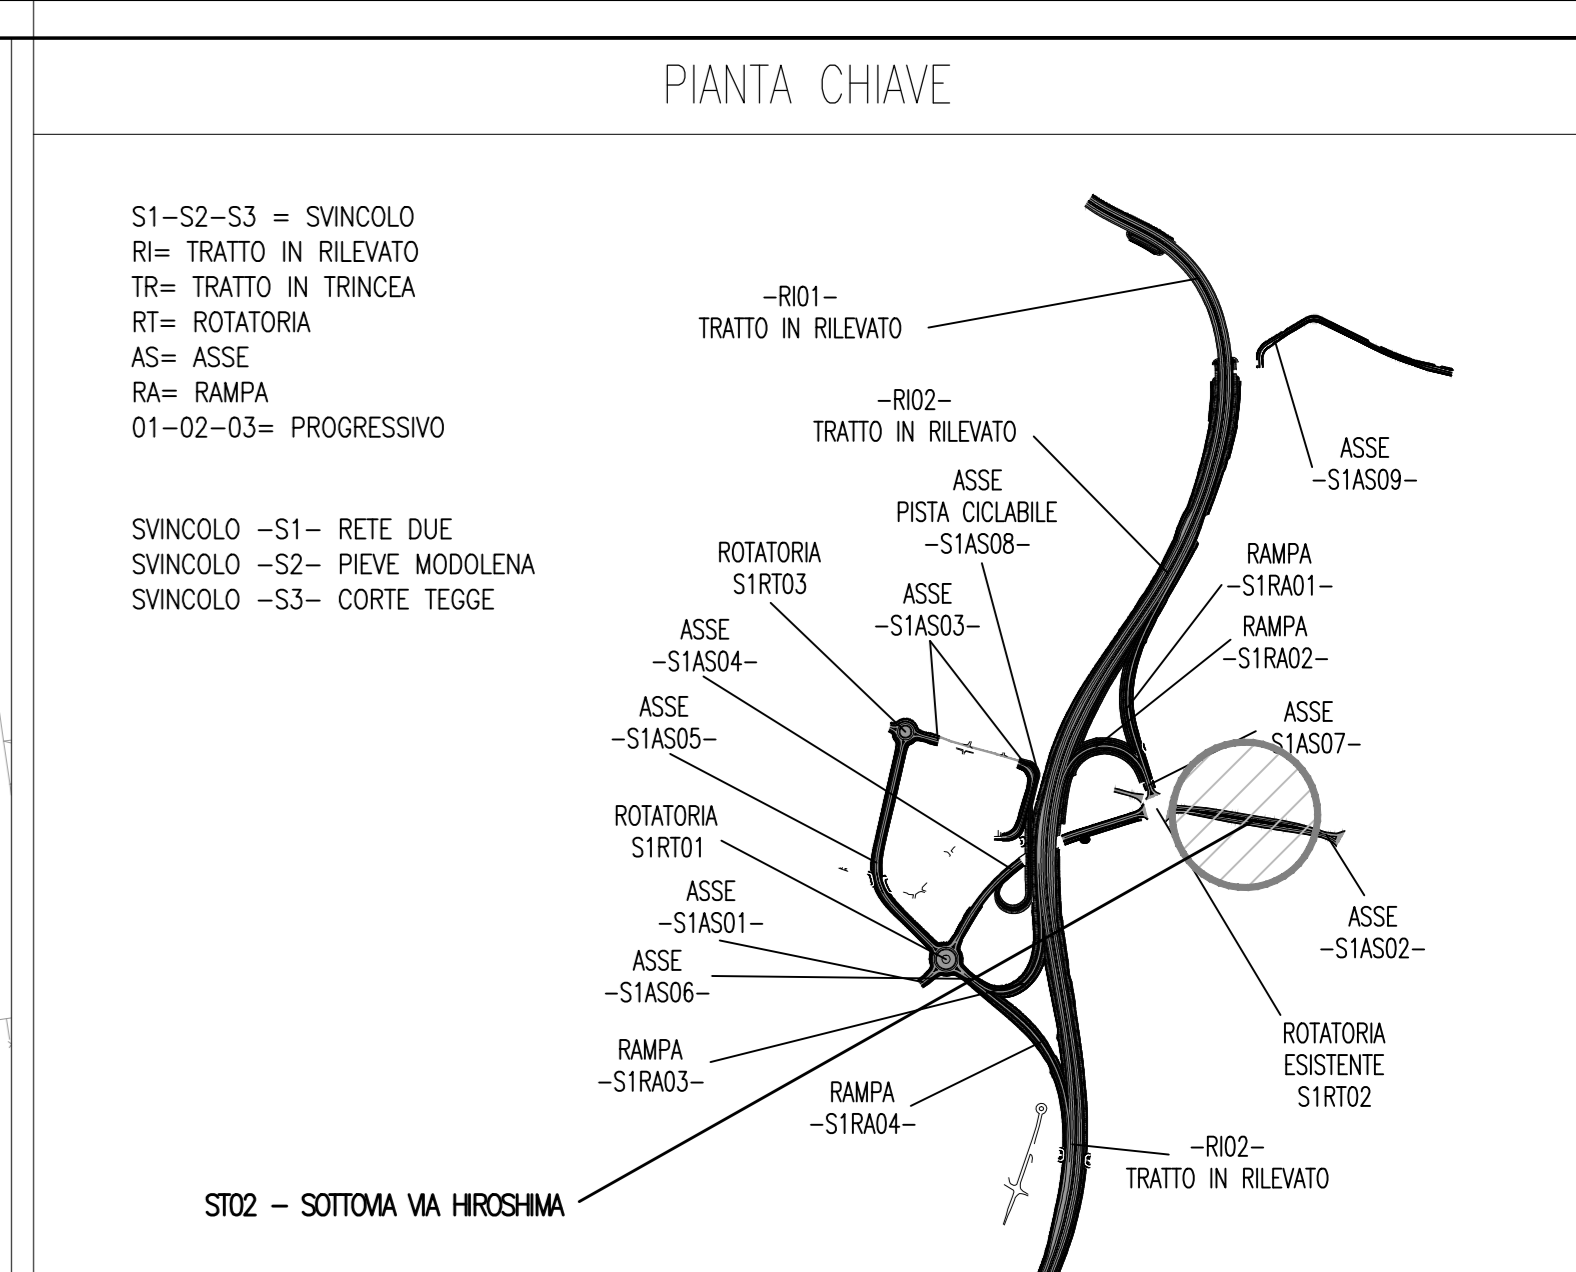 PIANTA CHIAVE
S1-S2-S3 = SVINCOLO
RI= TRATTO IN RILEVATO
TR= TRATTO IN TRINCEA
RT= ROTATORIA
AS= ASSE
RA= RAMPA
01-02-03= PROGRESSIVO
SVINCOLO -S1- RETE DUE
SVINCOLO -S2- PIEVE MODOLENA
SVINCOLO -S3- CORTE TEGGE
-RI01-
TRATTO IN RILEVATO
-RI02-
TRATTO IN RILEVATO
ASSE
-S1AS09-
ASSE
PISTA CICLABILE
-S1AS08-
ROTATORIA
S1RT03
RAMPA
-S1RA01-
ASSE
-S1AS03-
ASSE
-S1AS04-
RAMPA
-S1RA02-
ASSE
-S1AS05-
ASSE
S1AS07-
ROTATORIA
S1RT01
ASSE
-S1AS01-
ASSE
-S1AS02-
ASSE
-S1AS06-
ROTATORIA
ESISTENTE
S1RT02
RAMPA
-S1RA03-
RAMPA
-S1RA04-
-RI02-
TRATTO IN RILEVATO
ST02 - SOTTOVIA VIA HIROSHIMA